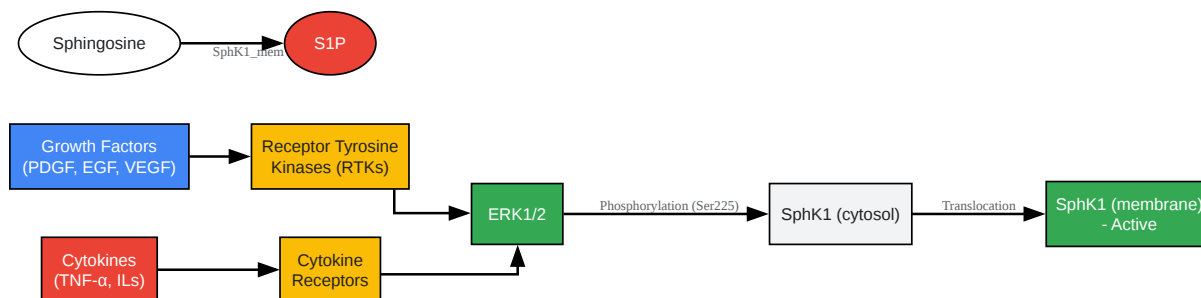 Sphingosine
SphK1_mem
S1P
Growth Factors
(PDGF, EGF, VEGF)
Receptor Tyrosine
Kinases (RTKs)
ERK1/2
Phosphorylation (Ser225)
SphK1 (cytosol)
Translocation
SphK1 (membrane)
- Active
Cytokines
(TNF-α, ILs)
Cytokine
Receptors